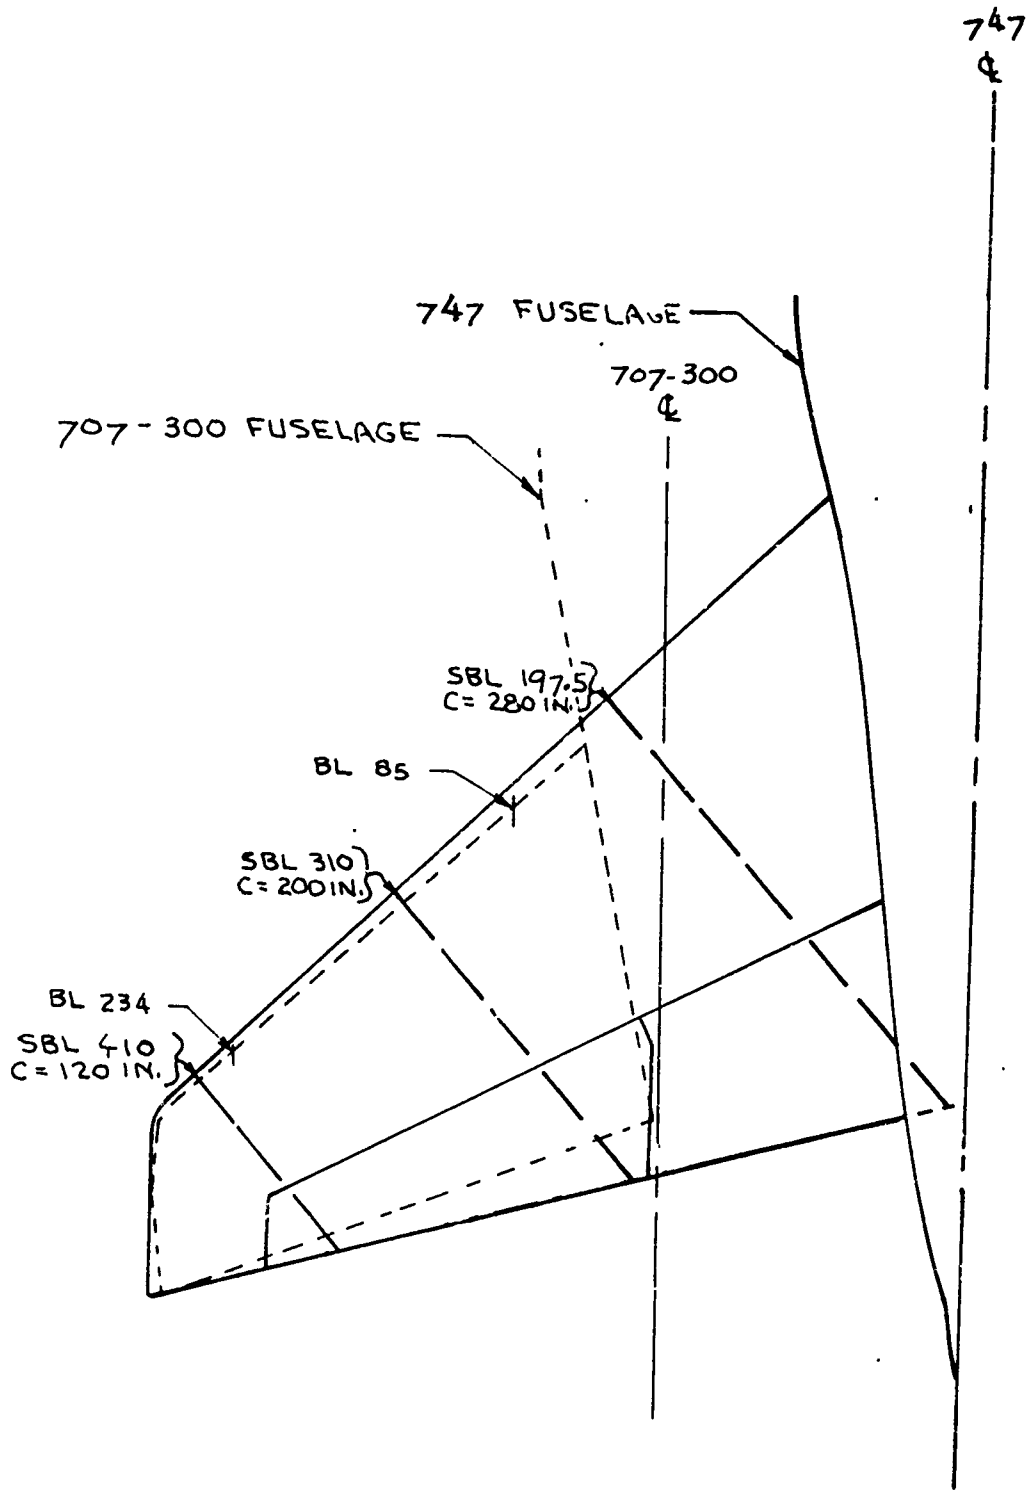 747
℄
747 FUSELAGE
707-300
℄
707-300 FUSELAGE
SBL 197.5
C= 280 IN.
BL 85
SBL 310
C= 200 IN.
BL 234
SBL 410
C= 120 IN.